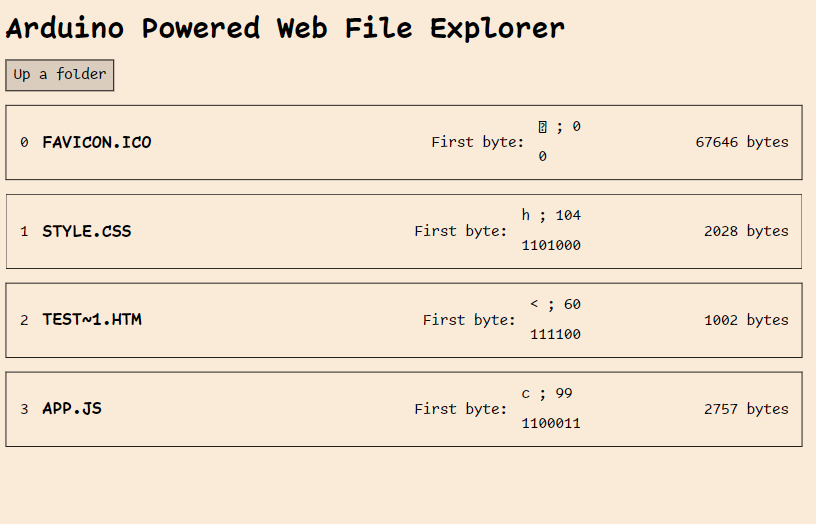 Arduino Powered Web File Explorer
Up a folder
0 FAVICON.ICO First byte: � ; 0 67646 bytes
0
1 STYLE.CSS First byte: h ; 104 2028 bytes
1101000
2 TEST~1.HTM First byte: < ; 60 1002 bytes
111100
3 APP.JS First byte: c ; 99 2757 bytes
1100011